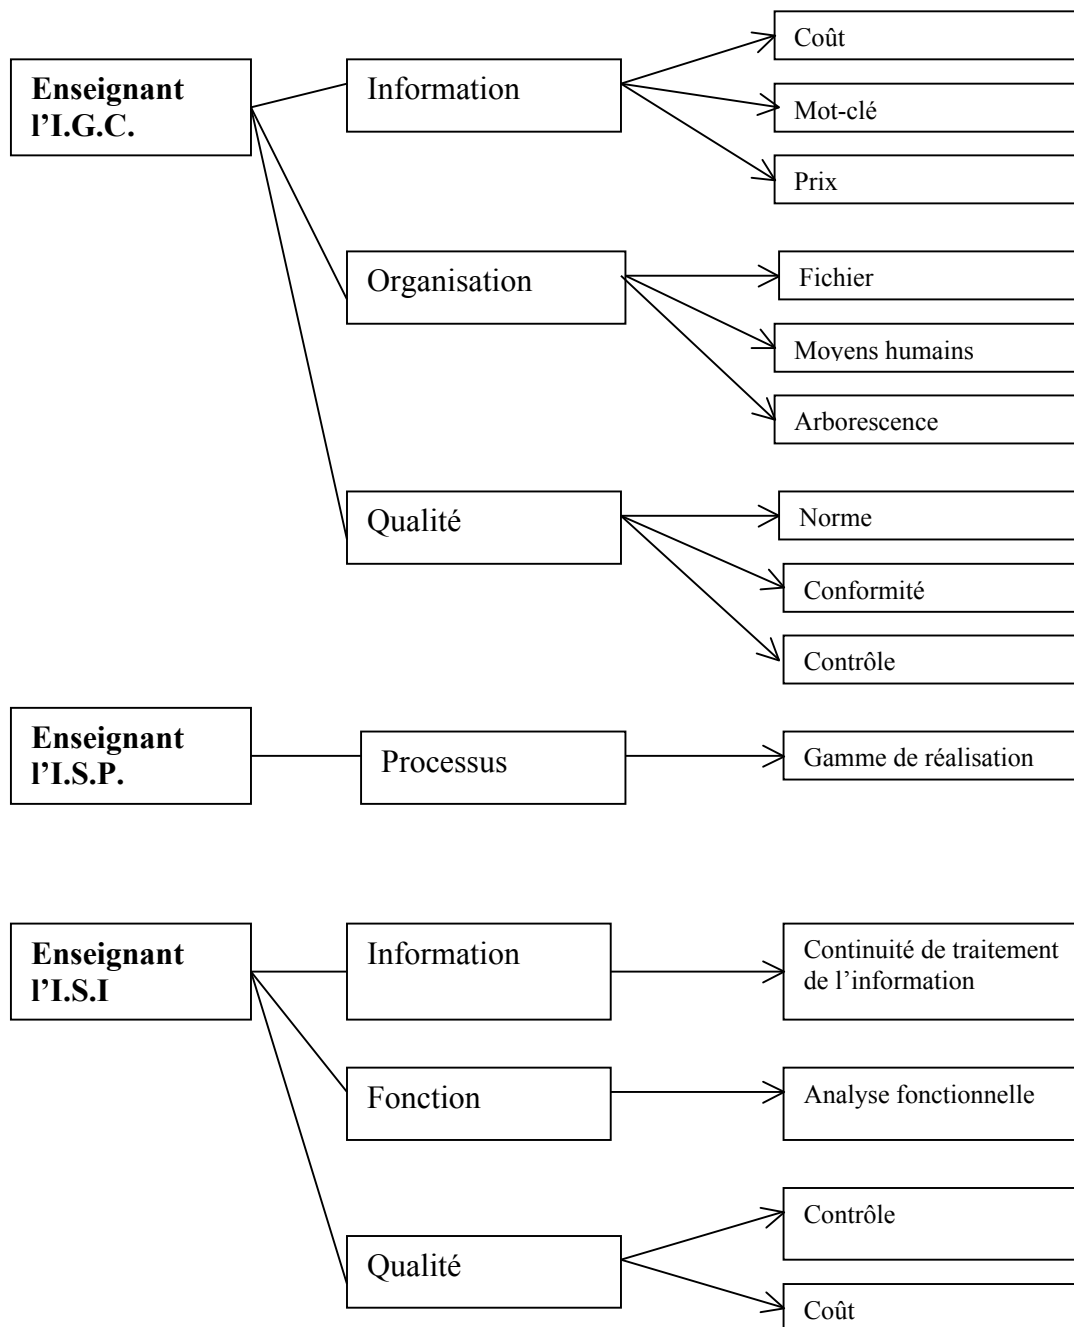 Enseignant
l’I.G.C.
Information
Coût
Mot-clé
Prix
Organisation
Fichier
Moyens humains
Arborescence
Qualité
Norme
Conformité
Contrôle
Enseignant
l’I.S.P.
Processus
Gamme de réalisation
Enseignant
l’I.S.I
Information
Continuité de traitement
de l’information
Fonction
Analyse fonctionnelle
Qualité
Contrôle
Coût